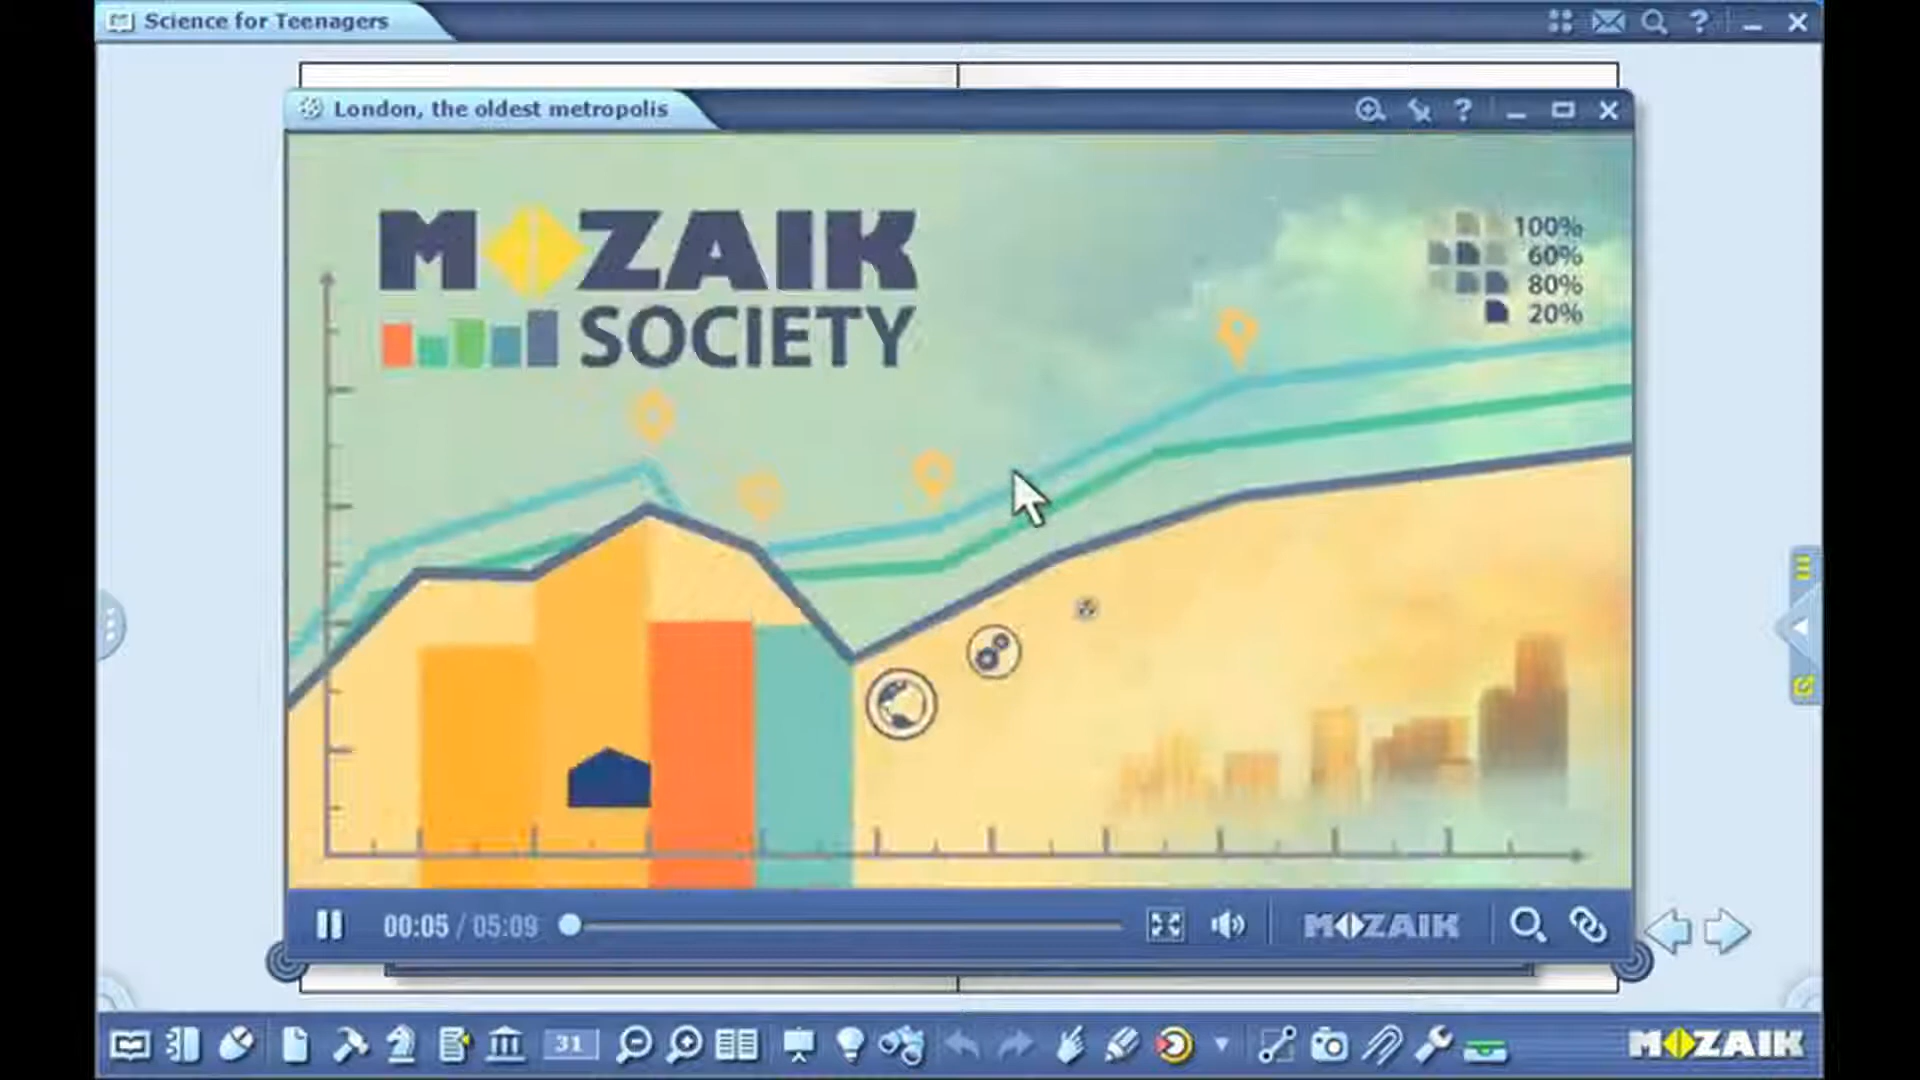 Science for Teenagers
London, the oldest metropolis
MOZAIK
SOCIETY
100%
60%
80%
20%
00:05 / 05:09
MOZAIK
31
MOZAIK